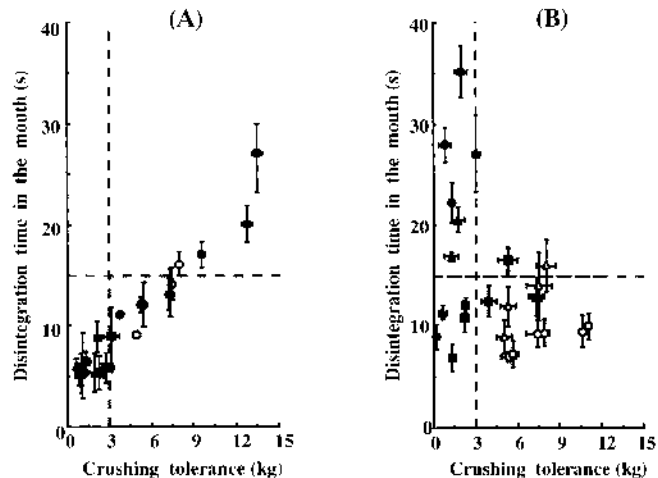 (A)
(B)
40
30
20
10
0
Disintegration time in the mouth (s)
0 3 6 9 12 15
Crushing tolerance (kg)
40
30
20
10
0
Disintegration time in the mouth (s)
0 3 6 9 12 15
Crushing tolerance (kg)